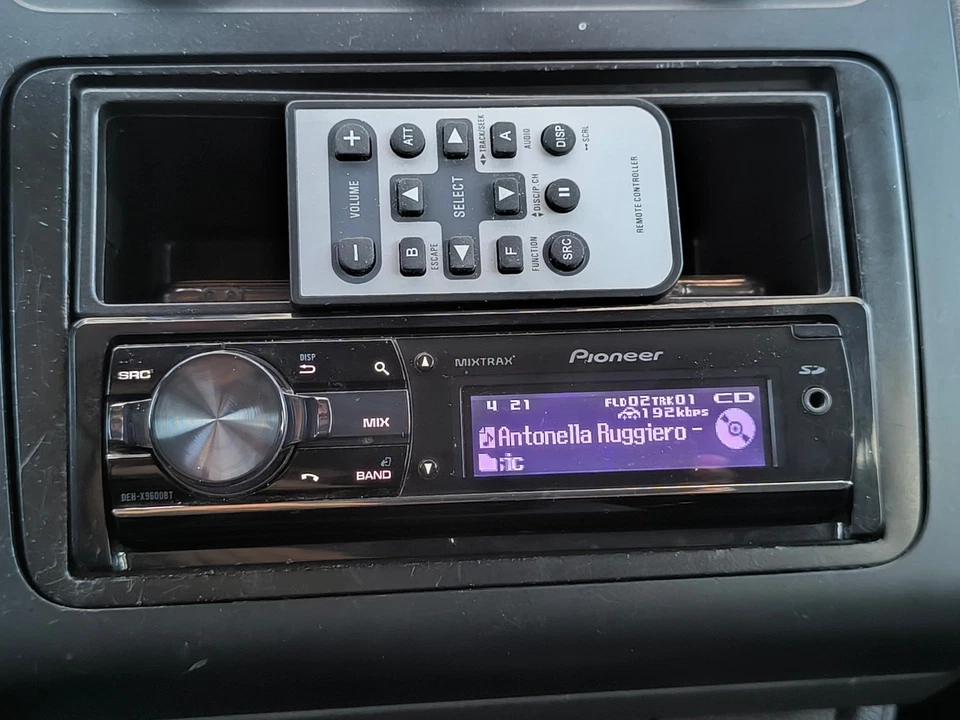 +
ATT
TRACK/SEEK
A
AUDIO
DISP
SCRL
VOLUME
SELECT
DISC/P.CH
REMOTE CONTROLLER
−
B
ESCAPE
F
FUNCTION
SRC
SRC
DISP
MIXTRAX
Pioneer
SD
MIX
BAND
DEH-X9600BT
4 21
FLD02TRK01 CD
192kbps
Antonella Ruggiero -